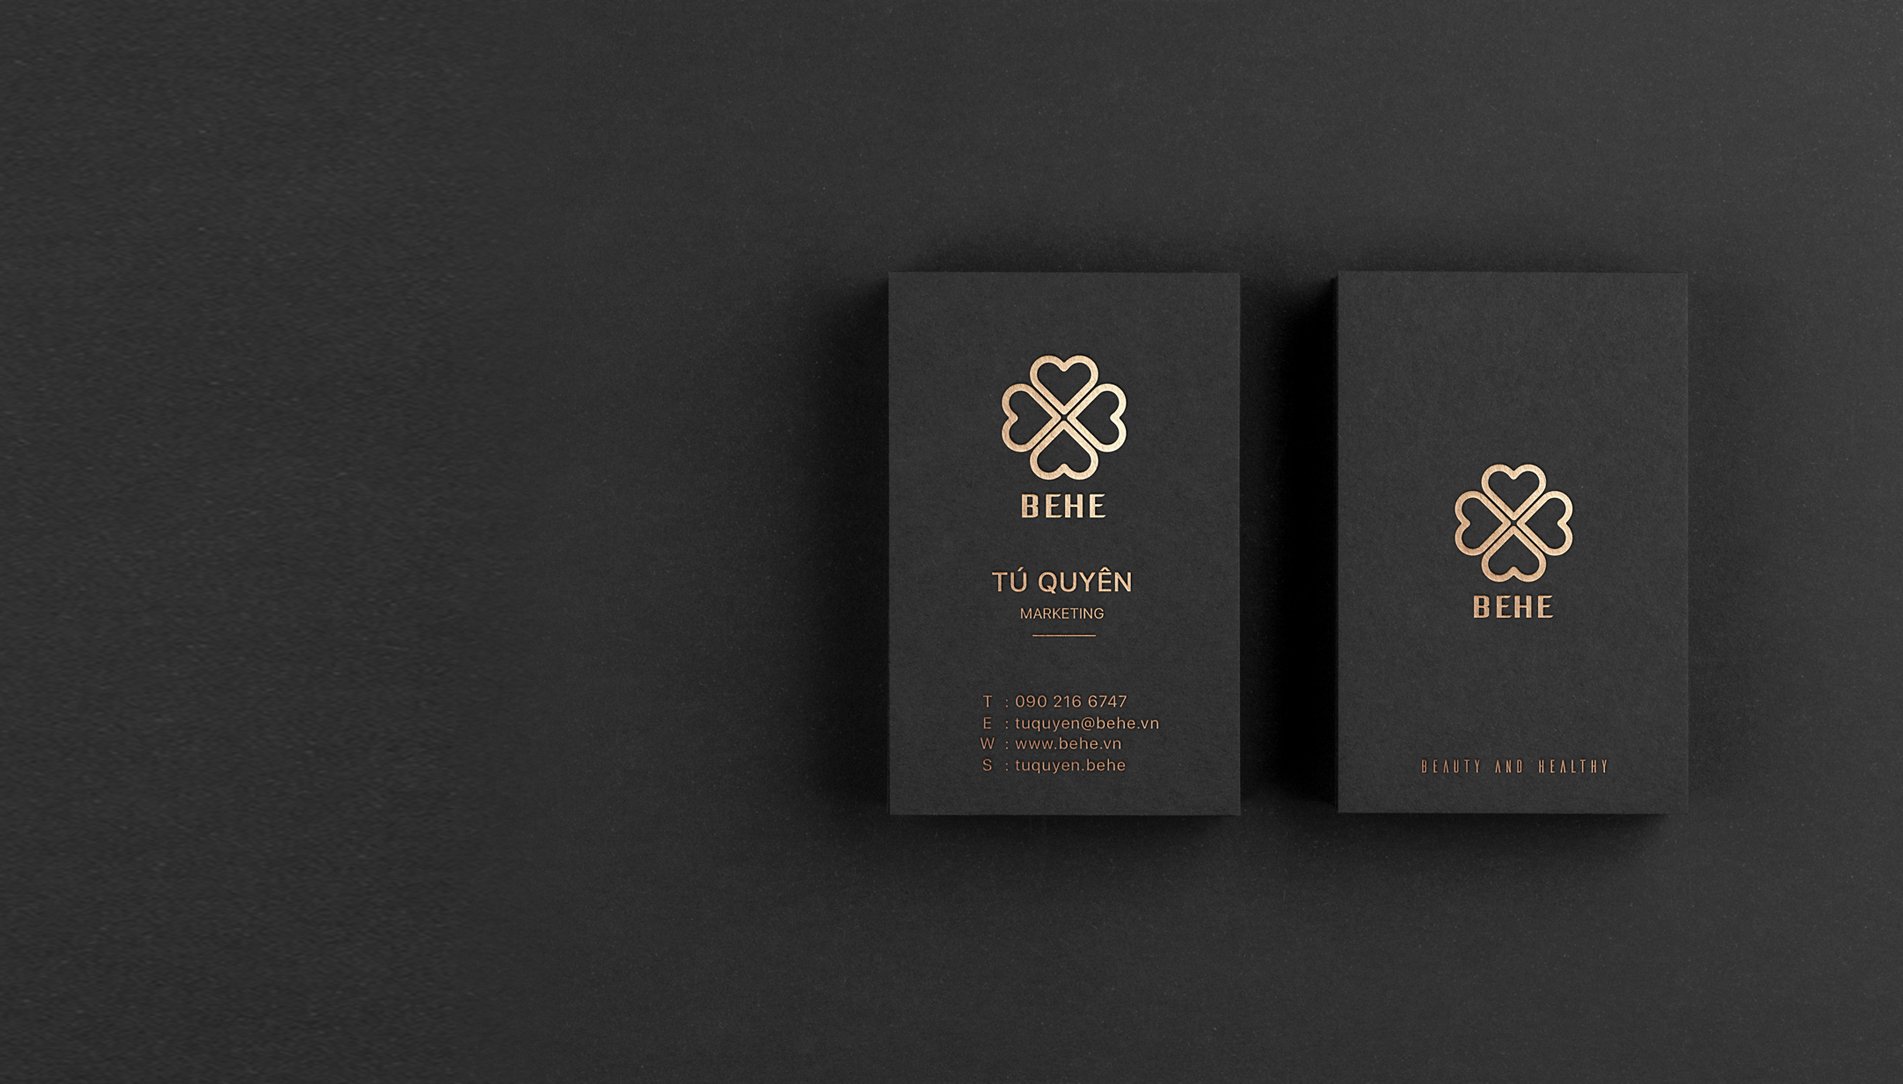 BEHE
TÚ QUYÊN
MARKETING
T : 090 216 6747
E : tuquyen@behe.vn
W : www.behe.vn
S : tuquyen.behe
BEHE
BEAUTY AND HEALTHY